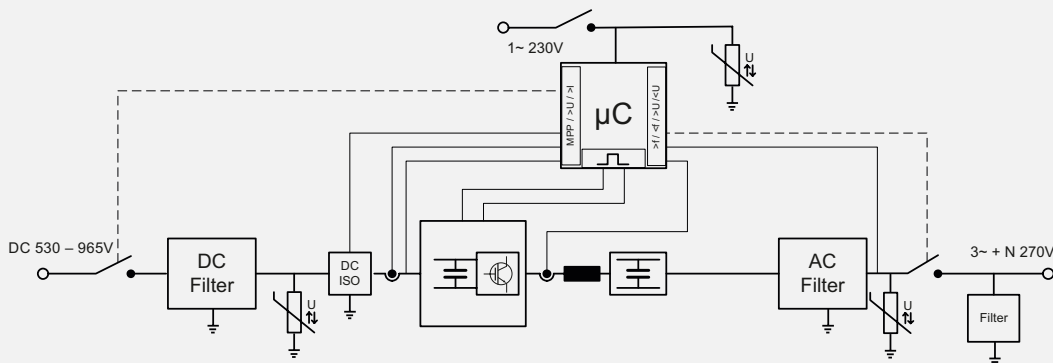 1~ 230V
U
MPP / >U / >I
µC
>f / <f / >U / <U
DC 530 – 965V
DC
Filter
U
DC
ISO
AC
Filter
U
3~ + N 270V
Filter